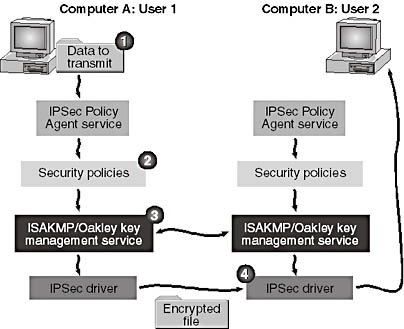 Computer A: User 1
Computer B: User 2
1
Data to
transmit
IPSec Policy
Agent service
IPSec Policy
Agent service
2
Security policies
Security policies
3
ISAKMP/Oakley key
management service
ISAKMP/Oakley key
management service
4
IPSec driver
IPSec driver
Encrypted
file